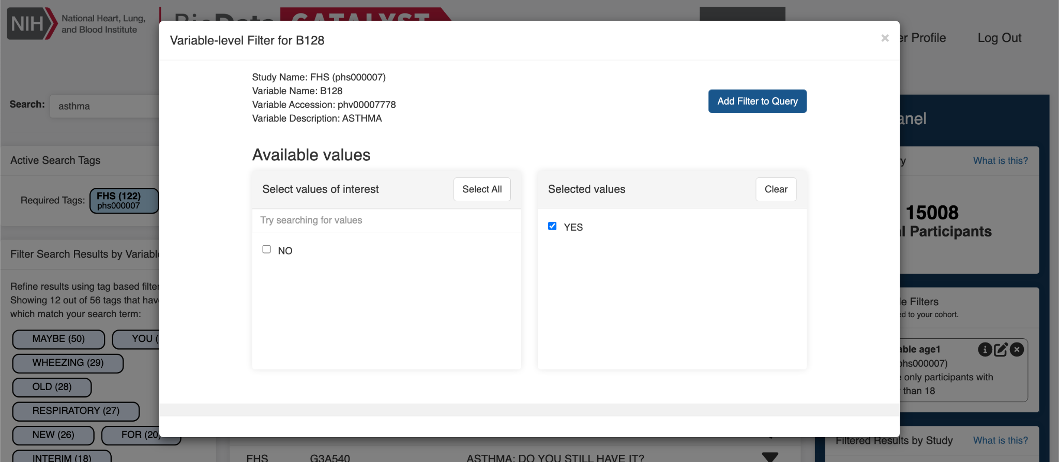 NIH National Heart, Lung,
and Blood Institute
CATALYST
er Profile
Log Out
Variable-level Filter for B128
×
Study Name: FHS (phs000007)
Variable Name: B128
Variable Accession: phv00007778
Variable Description: ASTHMA
Add Filter to Query
Available values
Select values of interest
Select All
Try searching for values
NO
Selected values
Clear
YES
Search:
asthma
Active Search Tags
Required Tags:
FHS (122)
phs000007
Filter Search Results by Variable
Refine results using tag based filte
Showing 12 out of 56 tags that hav
which match your search term:
MAYBE (50)
YOU (
WHEEZING (29)
OLD (28)
RESPIRATORY (27)
NEW (26)
FOR (20)
INTERIM (18)
FHS
G3A540
ASTHMA: DO YOU STILL HAVE IT?
anel
y
What is this?
15008
l Participants
le Filters
ed to your cohort.
ble age1
phs000007)
only participants with
than 18
Filtered Results by Study
What is this?